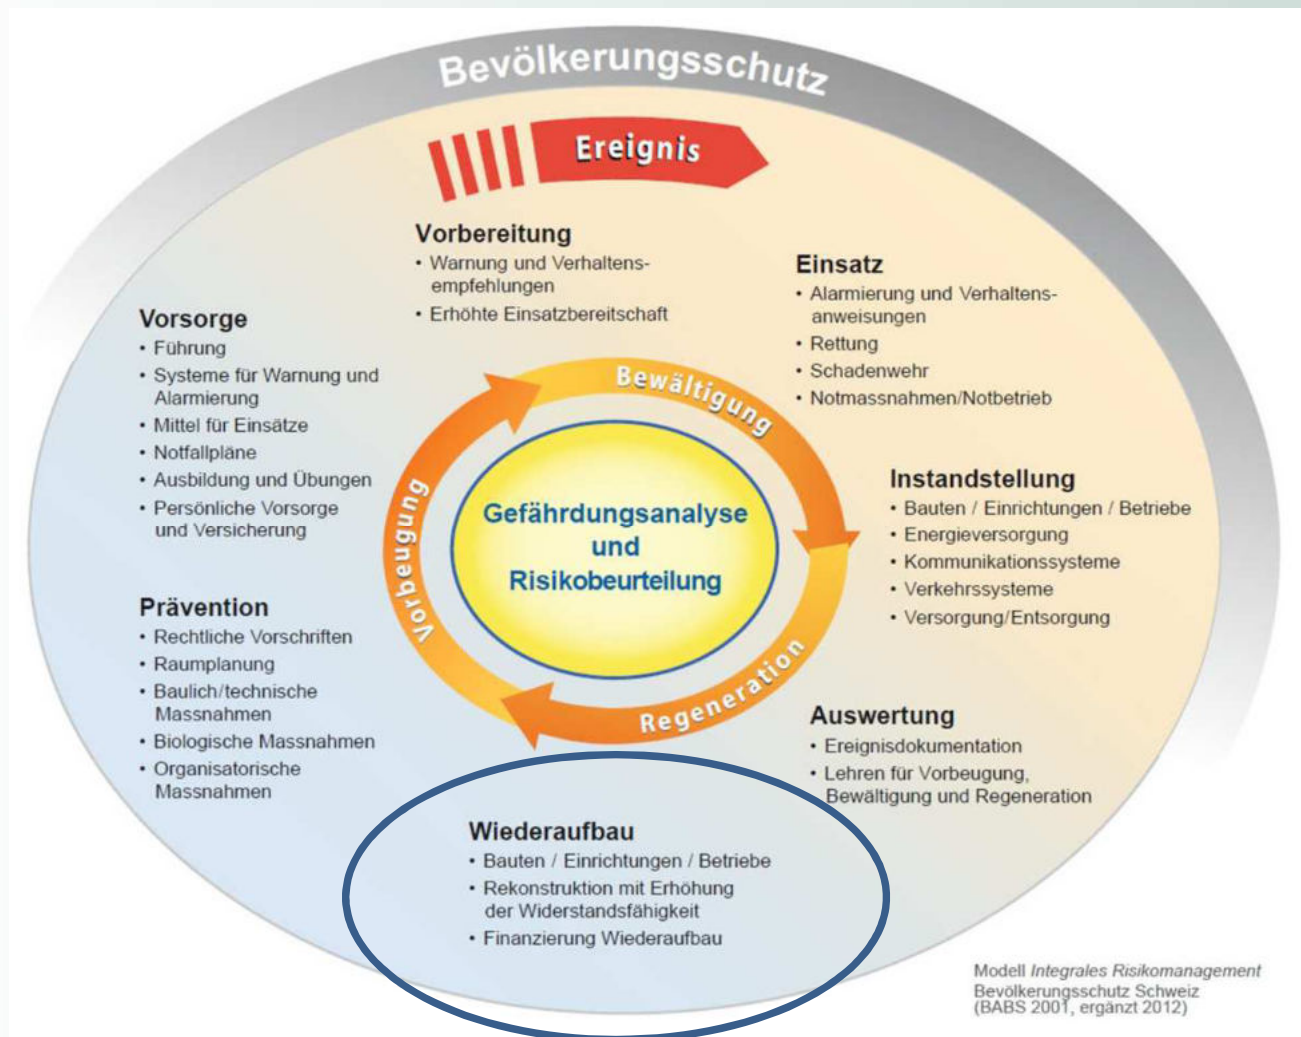 Bevölkerungsschutz
Ereignis
Vorbereitung
• Warnung und Verhaltens-
empfehlungen
• Erhöhte Einsatzbereitschaft
Einsatz
• Alarmierung und Verhaltens-
anweisungen
• Rettung
• Schadenwehr
• Notmassnahmen/Notbetrieb
Vorsorge
• Führung
• Systeme für Warnung und
Alarmierung
• Mittel für Einsätze
• Notfallpläne
• Ausbildung und Übungen
• Persönliche Vorsorge
und Versicherung
Bewältigung
Vorbeugung
Regeneration
Gefährdungsanalyse
und
Risikobeurteilung
Instandstellung
• Bauten / Einrichtungen / Betriebe
• Energieversorgung
• Kommunikationssysteme
• Verkehrssysteme
• Versorgung/Entsorgung
Prävention
• Rechtliche Vorschriften
• Raumplanung
• Baulich/technische
Massnahmen
• Biologische Massnahmen
• Organisatorische
Massnahmen
Auswertung
• Ereignisdokumentation
• Lehren für Vorbeugung,
Bewältigung und Regeneration
Wiederaufbau
• Bauten / Einrichtungen / Betriebe
• Rekonstruktion mit Erhöhung
der Widerstandsfähigkeit
• Finanzierung Wiederaufbau
Modell Integrales Risikomanagement
Bevölkerungsschutz Schweiz
(BABS 2001, ergänzt 2012)